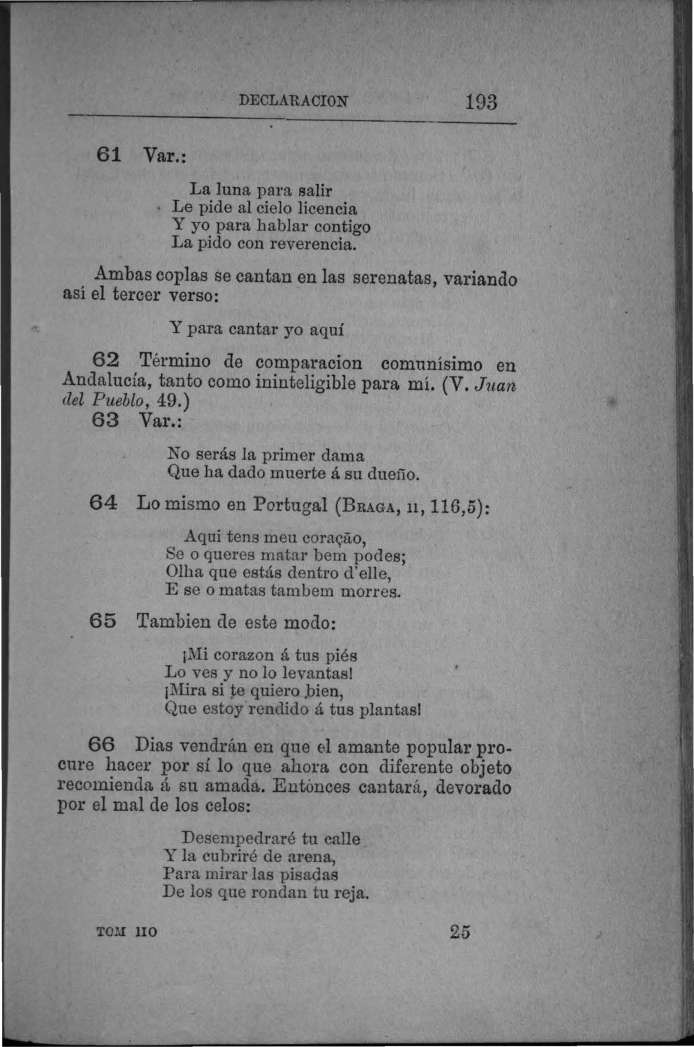 DECLARACION 193
61 Var.:
La luna para salir
Le pide al cielo licencia
Y yo para hablar contigo
La pido con reverencia.
Ambas coplas se cantan en las serenatas, variando
así el tercer verso:
Y para cantar yo aquí
62 Término de comparacion comunísimo en
Andalucía, tanto como ininteligible para mí. (V. Juan
del Pueblo, 49.)
63 Var.:
No serás la primer dama
Que ha dado muerte á su dueño.
64 Lo mismo en Portugal (BRAGA, II, 116,5):
Aqui tens meu coração,
Se o queres matar bem podes;
Olha que estás dentro d'elle,
E se o matas tambem morres.
65 Tambien de este modo:
¡Mi corazon á tus piés
Lo ves y no lo levantas!
¡Mira si te quiero bien,
Que estoy rendido á tus plantas!
66 Dias vendrán en que el amante popular pro-
cure hacer por sí lo que ahora con diferente objeto
recomienda á su amada. Entónces cantará, devorado
por el mal de los celos:
Desempedraré tu calle
Y la cubriré de arena,
Para mirar las pisadas
De los que rondan tu reja.
TOM IIO 25